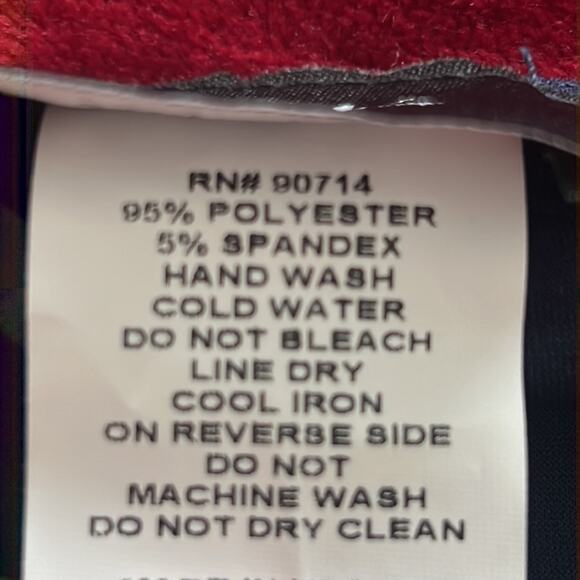 RN# 90714
95% POLYESTER
5% SPANDEX
HAND WASH
COLD WATER
DO NOT BLEACH
LINE DRY
COOL IRON
ON REVERSE SIDE
DO NOT
MACHINE WASH
DO NOT DRY CLEAN